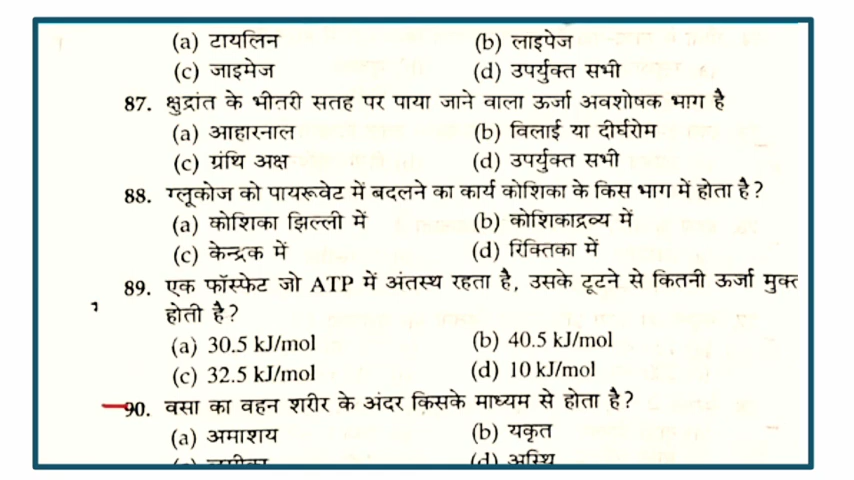 (a) टायलिन (b) लाइपेज
(c) जाइमेज (d) उपर्युक्त सभी
87. क्षुद्रांत के भीतरी सतह पर पाया जाने वाला ऊर्जा अवशोषक भाग है
(a) आहारनाल (b) विलाई या दीर्घरोम
(c) ग्रंथि अक्ष (d) उपर्युक्त सभी
88. ग्लूकोज को पायरूवेट में बदलने का कार्य कोशिका के किस भाग में होता है?
(a) कोशिका झिल्ली में (b) कोशिकाद्रव्य में
(c) केन्द्रक में (d) रिक्तिका में
89. एक फॉस्फेट जो ATP में अंतस्थ रहता है, उसके टूटने से कितनी ऊर्जा मुक्त
होती है?
(a) 30.5 kJ/mol (b) 40.5 kJ/mol
(c) 32.5 kJ/mol (d) 10 kJ/mol
90. वसा का वहन शरीर के अंदर किसके माध्यम से होता है?
(a) अमाशय (b) यकृत
(d) अस्थि